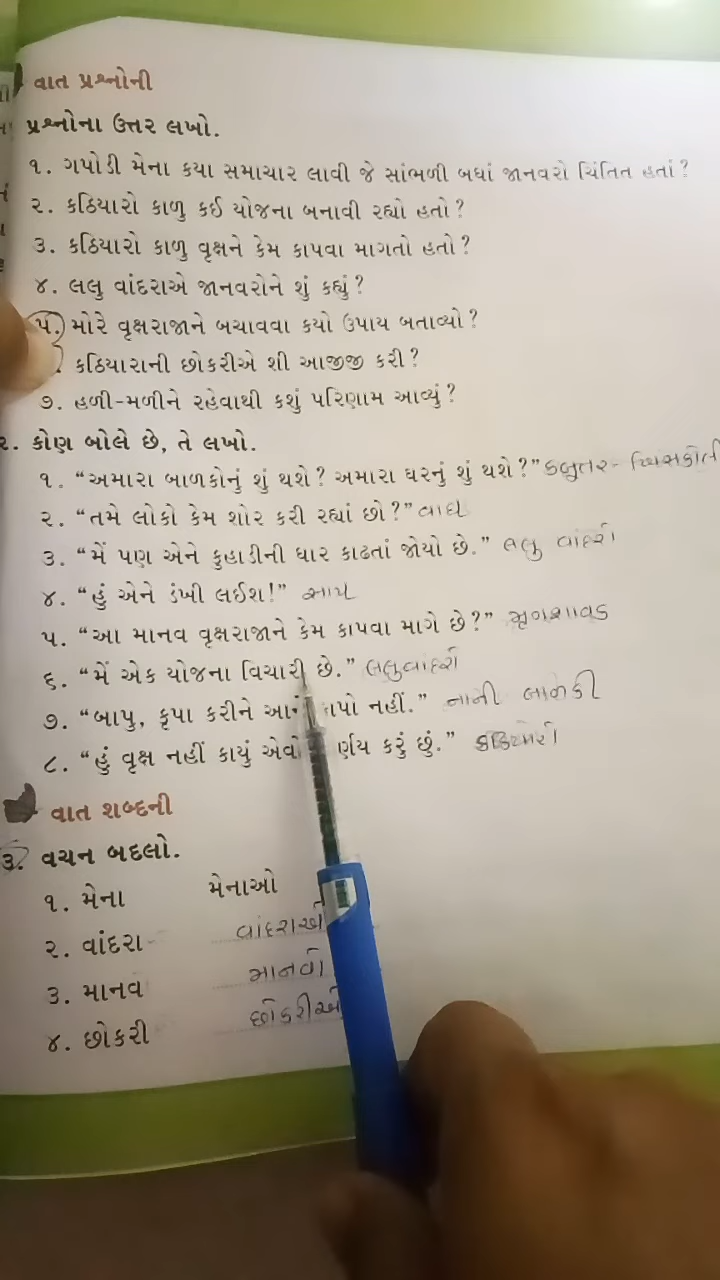 વાત પ્રશ્નોની
પ્રશ્નોના ઉત્તર લખો.
૧. ગપોડી મેના કયા સમાચાર લાવી જે સાંભળી બધાં જાનવરો ચિંતિત હતાં?
૨. કઠિયારો કાળુ કઈ યોજના બનાવી રહ્યો હતો?
૩. કઠિયારો કાળુ વૃક્ષને કેમ કાપવા માગતો હતો?
૪. લલુ વાંદરાએ જાનવરોને શું કહ્યું?
૫. મોરે વૃક્ષરાજાને બચાવવા કયો ઉપાય બતાવ્યો?
કઠિયારાની છોકરીએ શી આજીજી કરી?
૭. હળી-મળીને રહેવાથી કશું પરિણામ આવ્યું?
૨. કોણ બોલે છે, તે લખો.
૧. “અમારા બાળકોનું શું થશે? અમારા ઘરનું શું થશે?” કબુતર -
૨. “તમે લોકો કેમ શોર કરી રહ્યાં છો?” વાઘ
૩. “મેં પણ એને કુહાડીની ધાર કાઢતાં જોયો છે.” લલુ વાંદરો
૪. “હું એને ડંખી લઈશ!” સાપ
૫. “આ માનવ વૃક્ષરાજાને કેમ કાપવા માગે છે?”
૬. “મેં એક યોજના વિચારી છે.” લલુવાંદરો
૭. “બાપુ, કૃપા કરીને નહીં.” નાની
૮. “હું વૃક્ષ નહીં કાયું કરું છું.” કઠિયારો
વાત શબ્દની
૩. વચન બદલો.
૧. મેના મેનાઓ
૨. વાંદરા વાંદરાઓ
૩. માનવ માનવો
૪. છોકરી છોકરીઓ